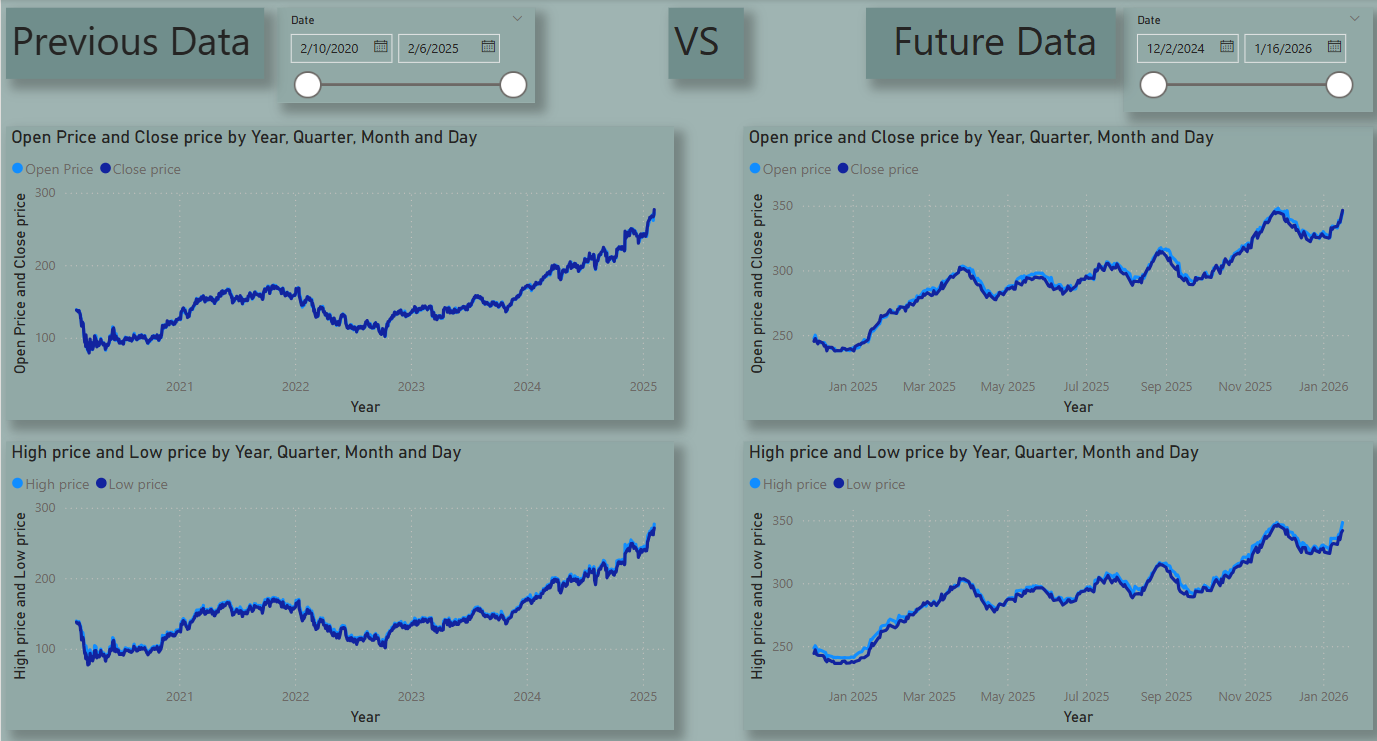 Previous Data
Date
2/10/2020
2/6/2025
VS
Future Data
Date
12/2/2024
1/16/2026
Open Price and Close price by Year, Quarter, Month and Day
Open Price Close price
Open Price and Close price
300
200
100
2021 2022 2023 2024 2025
Year
Open price and Close price by Year, Quarter, Month and Day
Open price Close price
Open price and Close price
350
300
250
Jan 2025 Mar 2025 May 2025 Jul 2025 Sep 2025 Nov 2025 Jan 2026
Year
High price and Low price by Year, Quarter, Month and Day
High price Low price
High price and Low price
300
200
100
2021 2022 2023 2024 2025
Year
High price and Low price by Year, Quarter, Month and Day
High price Low price
High price and Low price
350
300
250
Jan 2025 Mar 2025 May 2025 Jul 2025 Sep 2025 Nov 2025 Jan 2026
Year